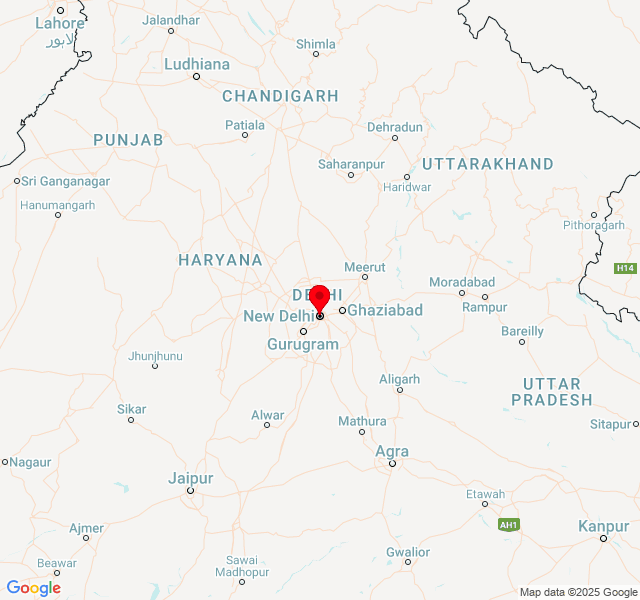 Lahore
لاہور
Jalandhar
Shimla
Ludhiana
CHANDIGARH
Patiala
Dehradun
PUNJAB
Saharanpur
UTTARAKHAND
Sri Ganganagar
Haridwar
Hanumangarh
Pithoragarh
HARYANA
Meerut
H14
Moradabad
DELHI
Rampur
New Delhi
Ghaziabad
Bareilly
Gurugram
Jhunjhunu
Aligarh
UTTAR
PRADESH
Sikar
Alwar
Mathura
Sitapur
Agra
Nagaur
Jaipur
Etawah
AH1
Ajmer
Kanpur
Gwalior
Beawar
Sawai
Madhopur
Google
Map data ©2025 Google